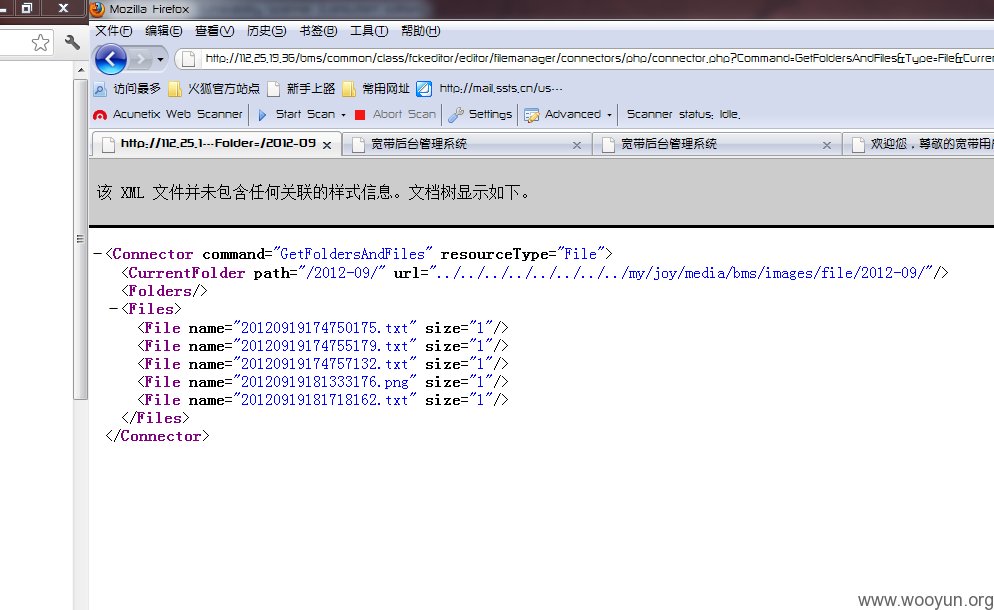 Mozilla Firefox
文件(F) 编辑(E) 查看(V) 历史(S) 书签(B) 工具(T) 帮助(H)
http://112.25.19.96/bms/common/class/fckeditor/editor/filemanager/connectors/php/connector.php?Command=GetFoldersAndFiles&Type=File&Curre
访问最多 火狐官方站点 新手上路 常用网址 http://mail.ssts.cn/us...
Acunetix Web Scanner Start Scan Abort Scan Settings Advanced Scanner status: Idle.
http://112.25.1...Folder=/2012-09 宽带后台管理系统 宽带后台管理系统 欢迎您，尊敬的宽带用户
该 XML 文件并未包含任何关联的样式信息。文档树显示如下。
−<Connector command="GetFoldersAndFiles" resourceType="File">
<CurrentFolder path="/2012-09/" url="../../../../../../../../my/joy/media/bms/images/file/2012-09/"/>
<Folders/>
−<Files>
<File name="20120919174750175.txt" size="1"/>
<File name="20120919174755179.txt" size="1"/>
<File name="20120919174757132.txt" size="1"/>
<File name="20120919181333176.png" size="1"/>
<File name="20120919181718162.txt" size="1"/>
</Files>
</Connector>
www.wooyun.org